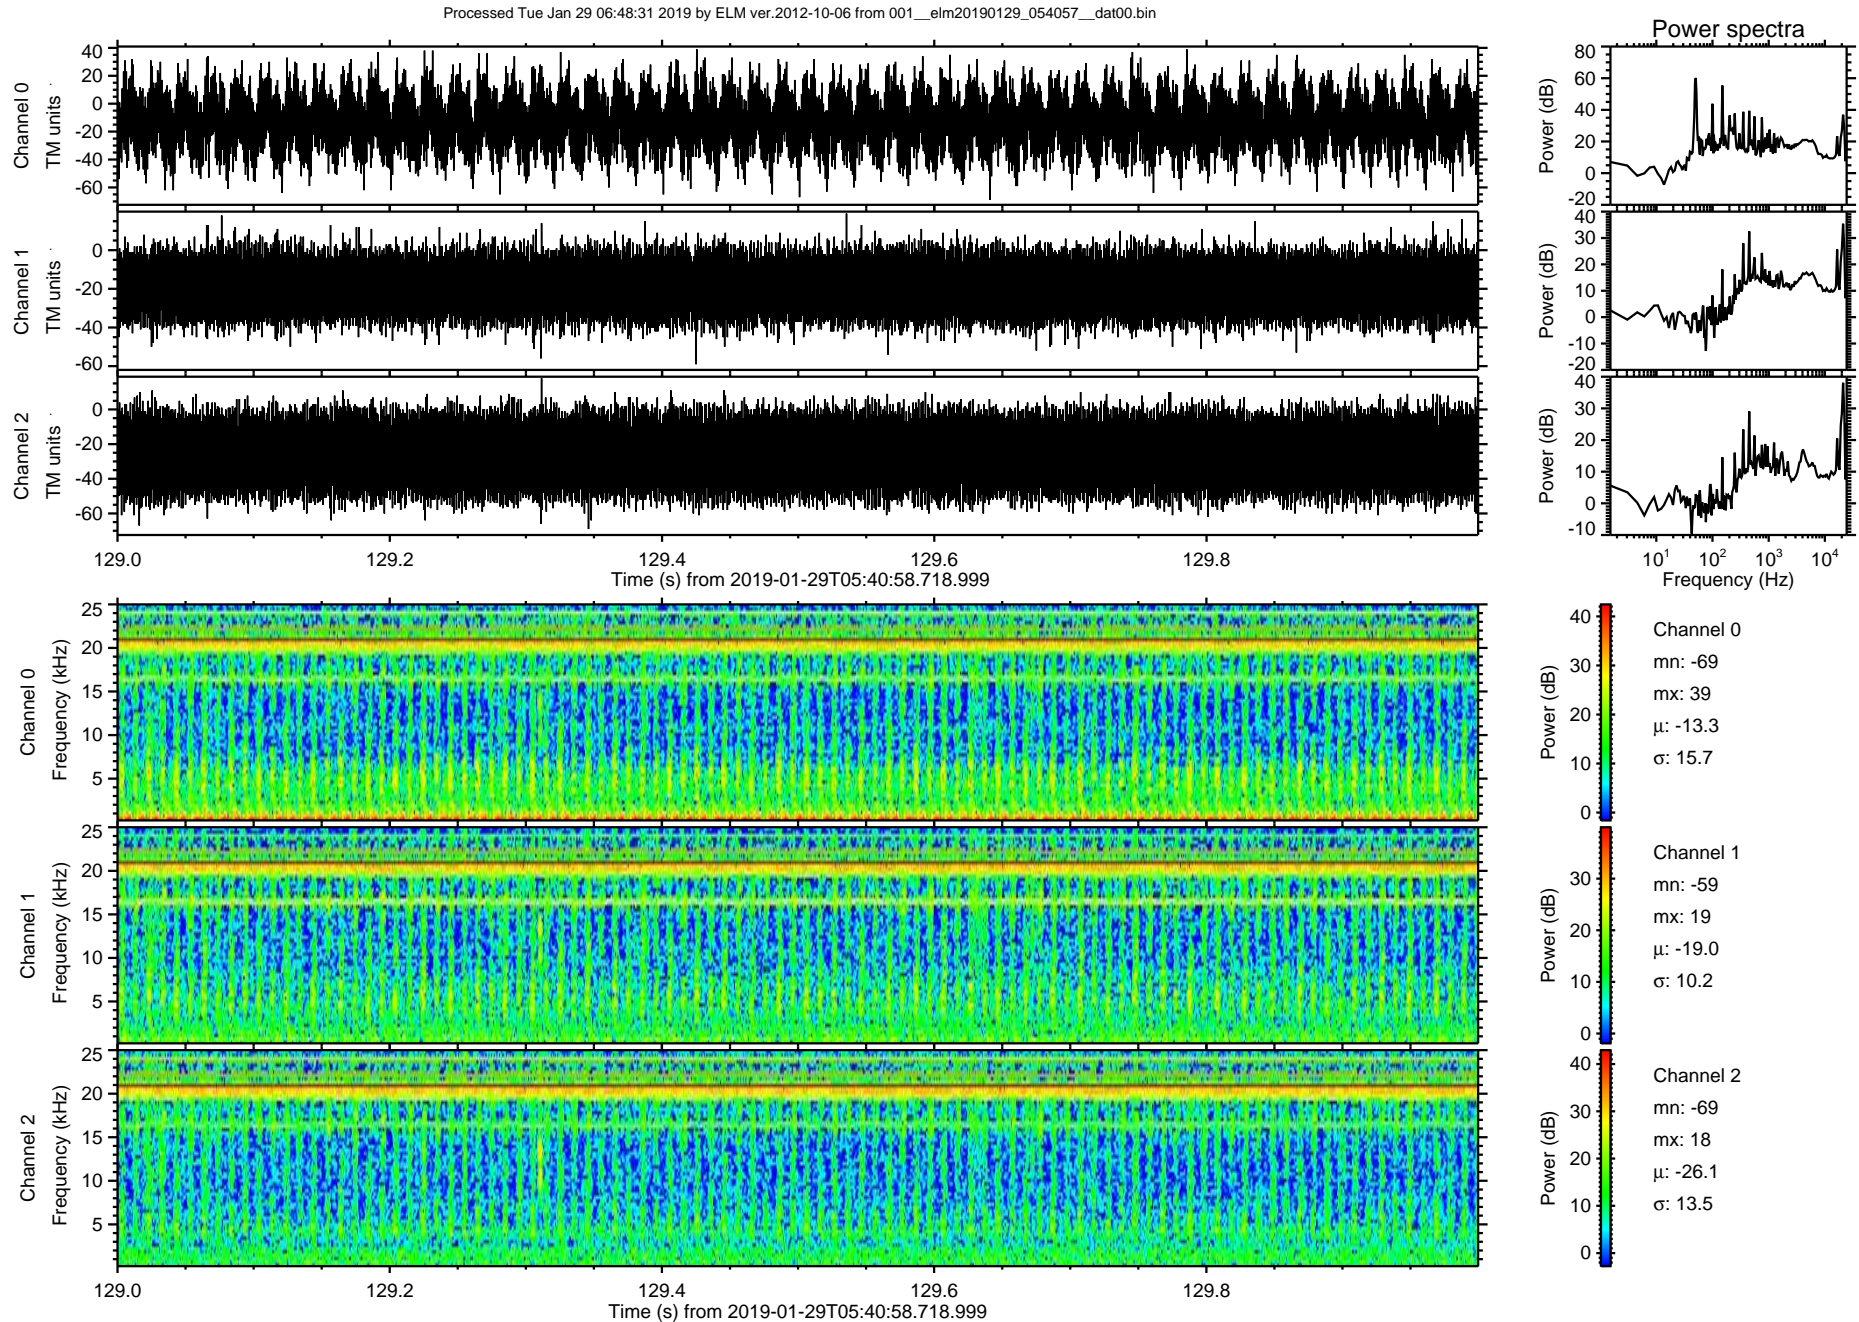 Processed Tue Jan 29 06:48:31 2019 by ELM ver.2012-10-06 from 001__elm20190129_054057__dat00.bin
Power spectra
Channel 0
TM units
40
20
0
-20
-40
-60
Power (dB)
80
60
40
20
0
-20
Channel 1
TM units
0
-20
-40
-60
Power (dB)
40
30
20
10
0
-10
-20
Channel 2
TM units
0
-20
-40
-60
Power (dB)
40
30
20
10
0
-10
129.0 129.2 129.4 129.6 129.8
Time (s) from 2019-01-29T05:40:58.718.999
10^1 10^2 10^3 10^4
Frequency (Hz)
Channel 0
Frequency (kHz)
25
20
15
10
5
Power (dB)
40
30
20
10
0
Channel 0
mn: -69
mx: 39
μ: -13.3
σ: 15.7
Channel 1
Frequency (kHz)
25
20
15
10
5
Power (dB)
30
20
10
0
Channel 1
mn: -59
mx: 19
μ: -19.0
σ: 10.2
Channel 2
Frequency (kHz)
25
20
15
10
5
Power (dB)
40
30
20
10
0
Channel 2
mn: -69
mx: 18
μ: -26.1
σ: 13.5
129.0 129.2 129.4 129.6 129.8
Time (s) from 2019-01-29T05:40:58.718.999